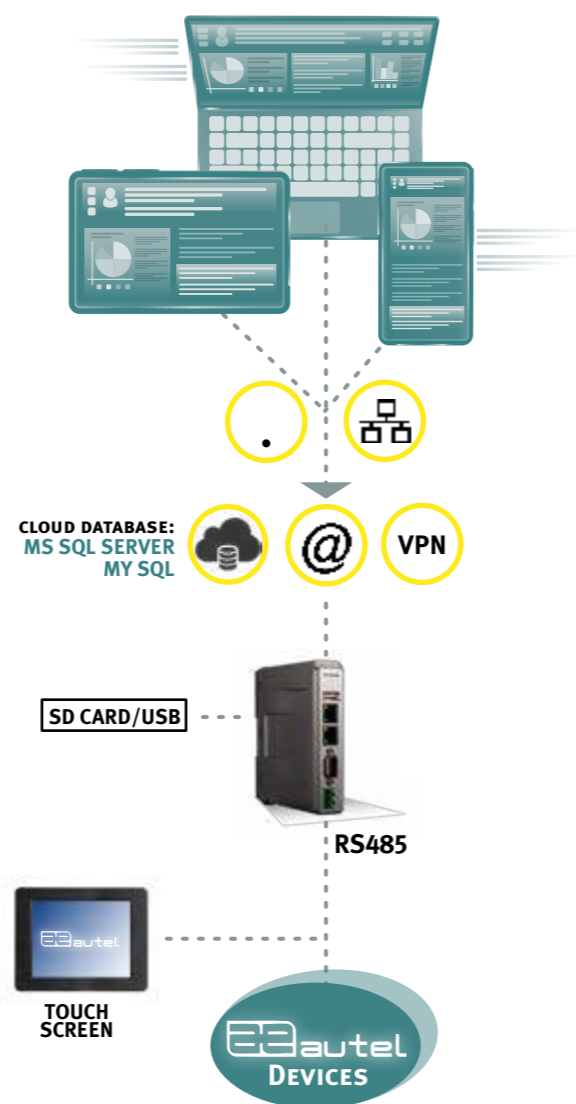 CLOUD DATABASE:
MS SQL SERVER
MY SQL
@
VPN
SD CARD/USB
RS485
autel
TOUCH
SCREEN
autel
DEVICES